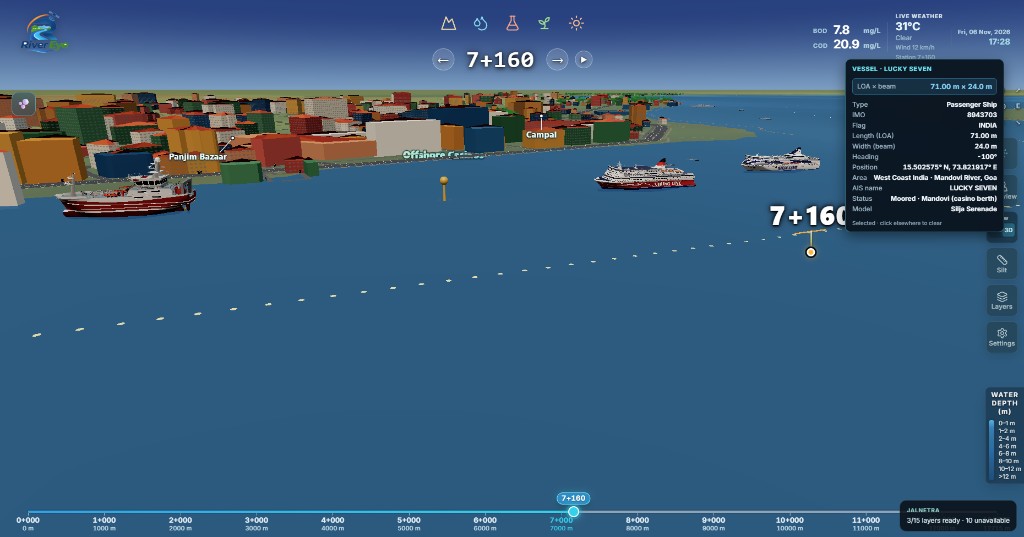 BOD 7.8 mg/L
COD 20.9 mg/L
LIVE WEATHER
31°C
Clear
Wind 12 km/h
Station 7+160
Fri, 06 Nov, 2026
17:28
← 7+160 →
VESSEL · LUCKY SEVEN
LOA × beam 71.00 m × 24.0 m
Type Passenger Ship
IMO 8943703
Flag INDIA
Length (LOA) 71.00 m
Width (beam) 24.0 m
Heading -100°
Position 15.502575° N, 73.821917° E
Area West Coast India · Mandovi River, Goa
AIS name LUCKY SEVEN
Status Moored · Mandovi (casino berth)
Model Silja Serenade
Selected · click elsewhere to clear
Campal
Panjim Bazaar
Offshore
7+160
3D
Silt
Layers
Settings
WATER
DEPTH
(m)
0-1 m
1-2 m
2-4 m
4-6 m
6-8 m
8-10 m
10-12 m
>12 m
7+160
0+000 1+000 2+000 3+000 4+000 5+000 6+000 7+000 8+000 9+000 10+000 11+000
0 m 1000 m 2000 m 3000 m 4000 m 5000 m 6000 m 7000 m 8000 m 9000 m 10000 m 11000 m
JALNETRA
3/15 layers ready · 10 unavailable